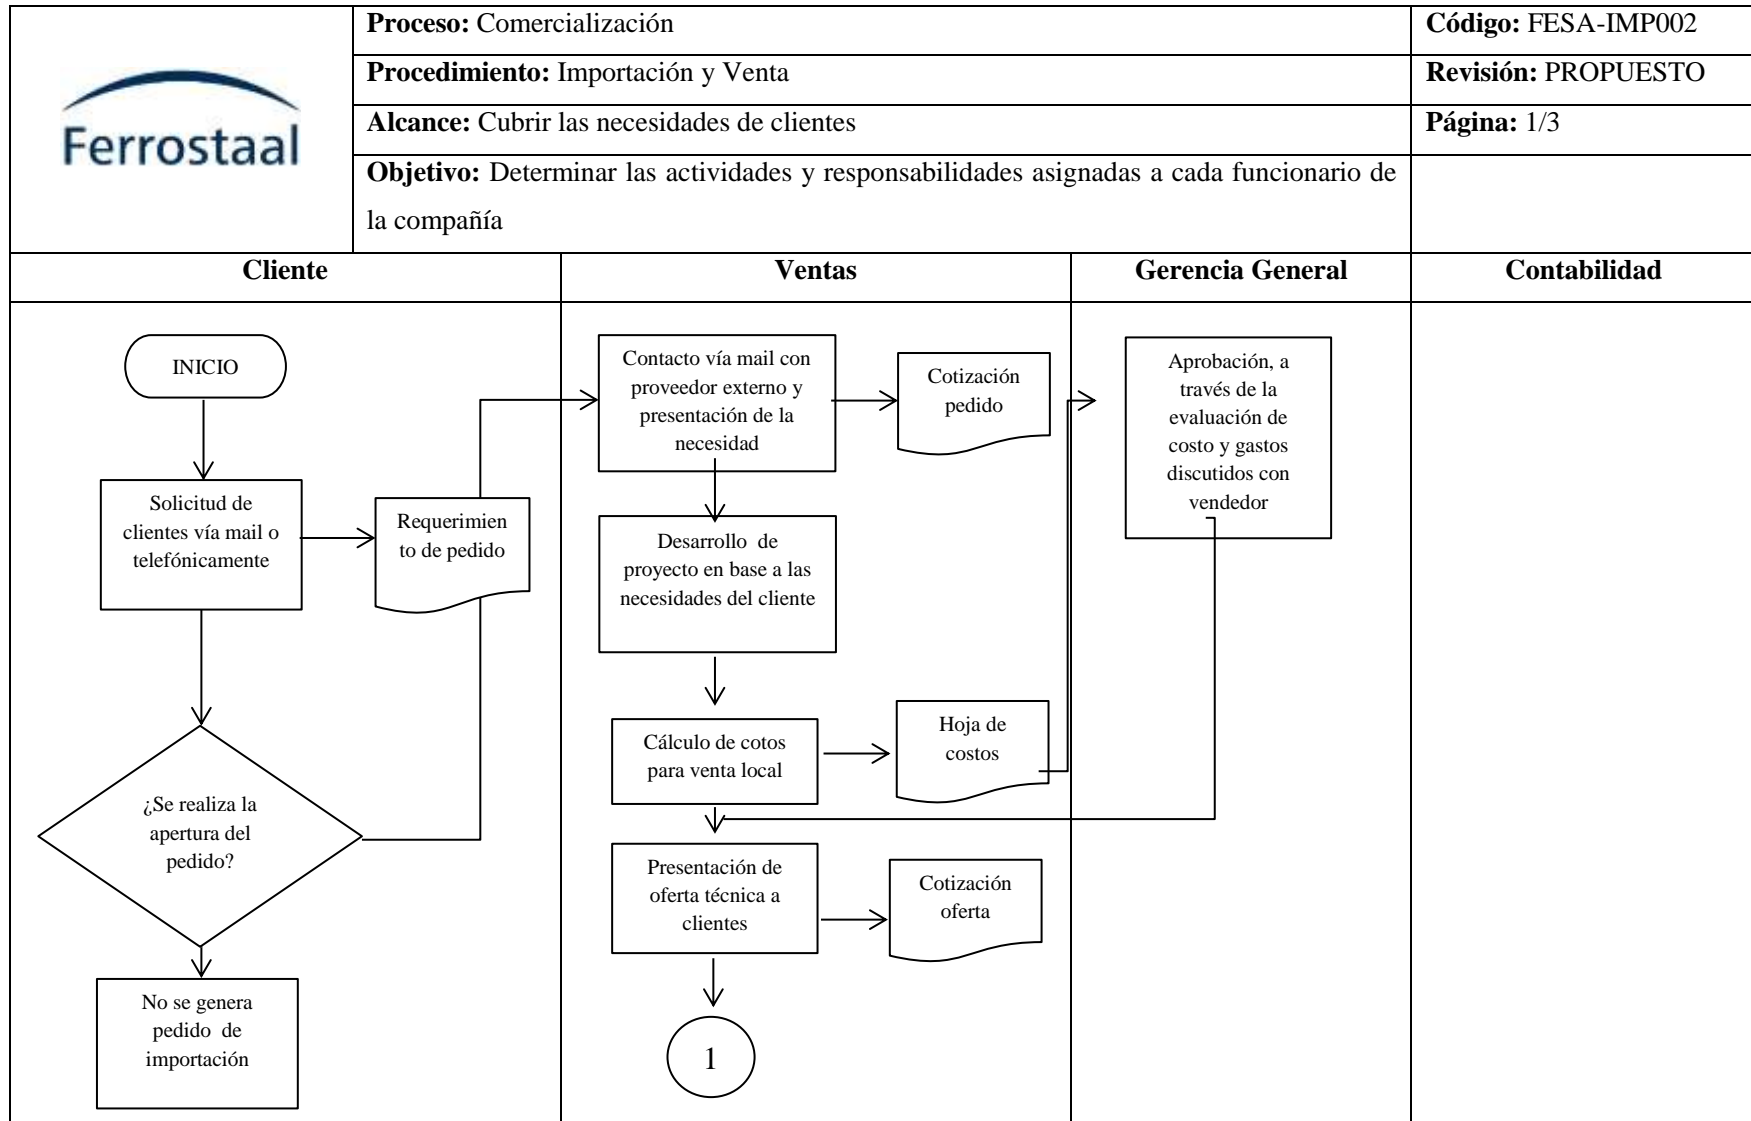 Ferrostaal
Proceso: Comercialización
Código: FESA-IMP002
Procedimiento: Importación y Venta
Revisión: PROPUESTO
Alcance: Cubrir las necesidades de clientes
Página: 1/3
Objetivo: Determinar las actividades y responsabilidades asignadas a cada funcionario de
la compañía
Cliente
Ventas
Gerencia General
Contabilidad
INICIO
Solicitud de
clientes vía mail o
telefónicamente
Requerimien
to de pedido
¿Se realiza la
apertura del
pedido?
No se genera
pedido de
importación
Contacto vía mail con
proveedor externo y
presentación de la
necesidad
Cotización
pedido
Desarrollo de
proyecto en base a las
necesidades del cliente
Cálculo de cotos
para venta local
Hoja de
costos
Presentación de
oferta técnica a
clientes
Cotización
oferta
1
Aprobación, a
través de la
evaluación de
costo y gastos
discutidos con
vendedor